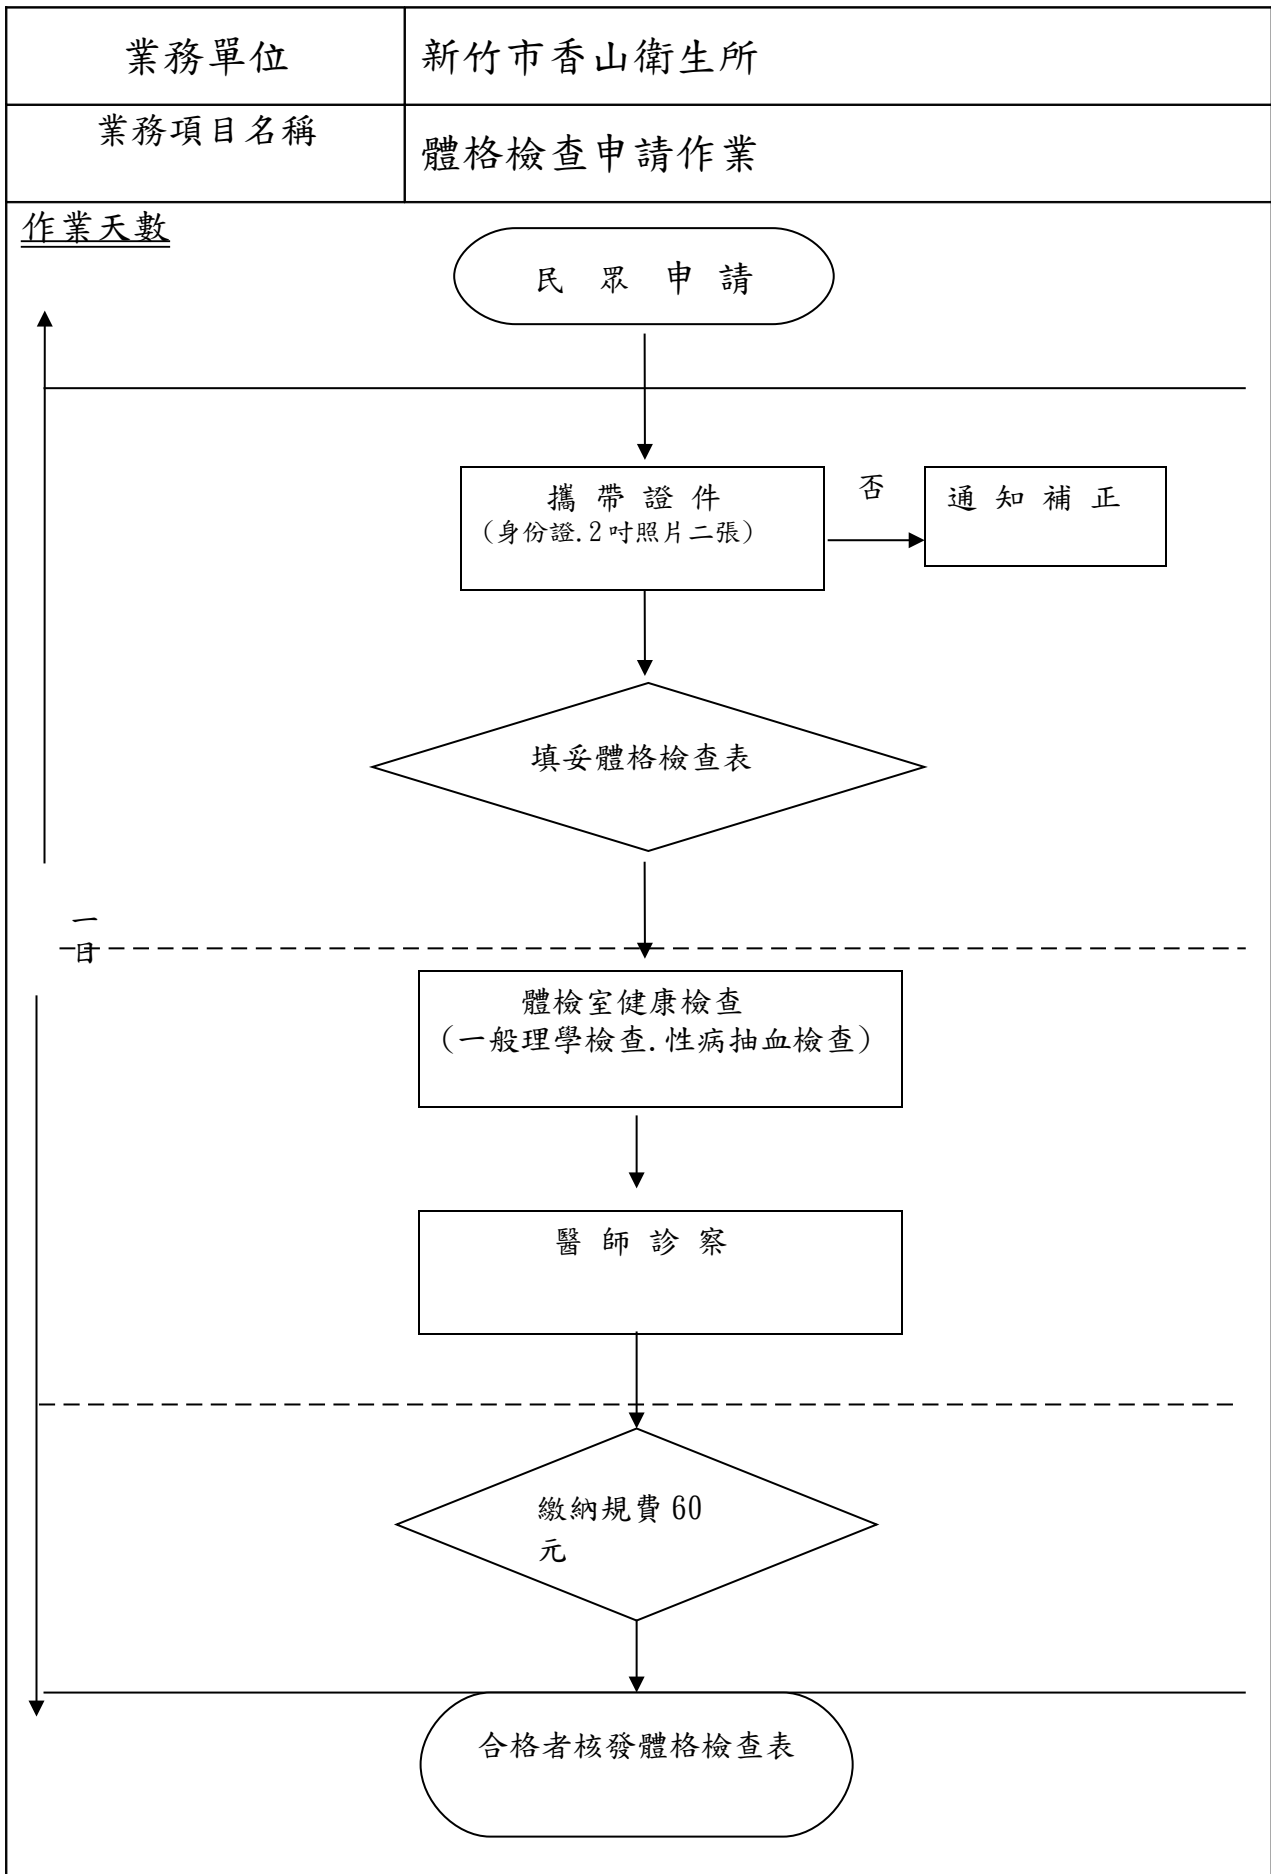 業務單位
新竹市香山衛生所
業務項目名稱
體格檢查申請作業
作業天數
民 眾 申 請
攜 帶 證 件
(身份證.2吋照片二張)
否
通 知 補 正
填妥體格檢查表
一
日
體檢室健康檢查
(一般理學檢查.性病抽血檢查)
醫 師 診 察
繳納規費 60
元
合格者核發體格檢查表